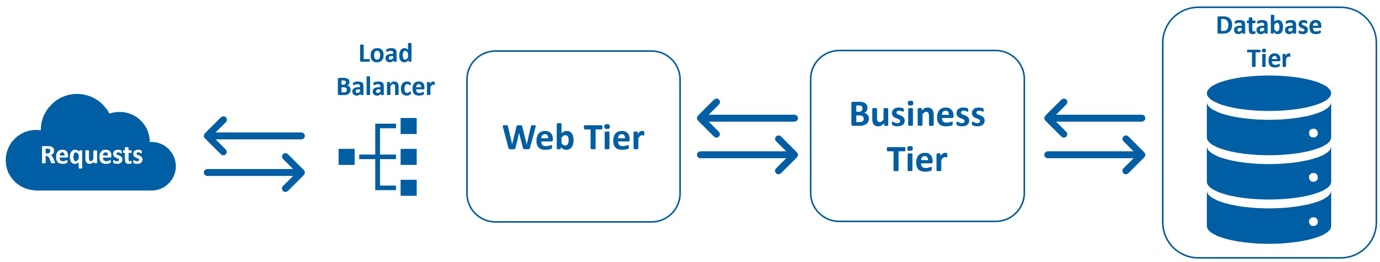 Requests
Load
Balancer
Web Tier
Business
Tier
Database
Tier